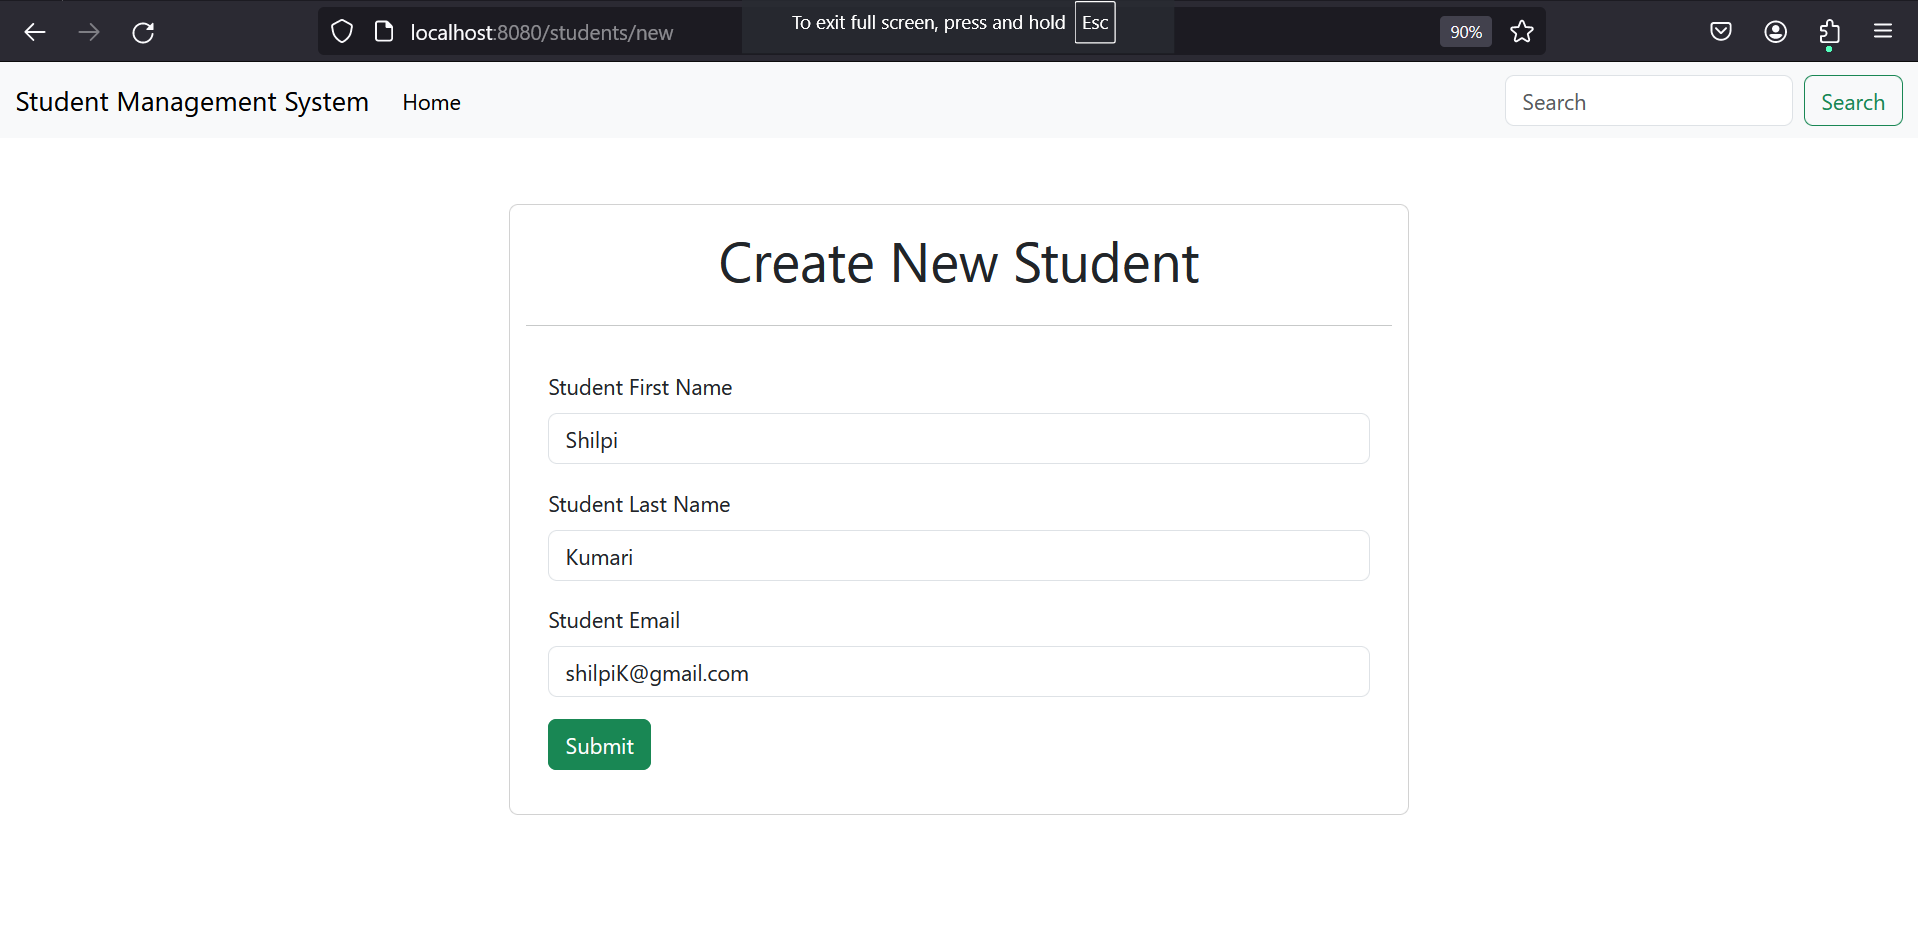 localhost:8080/students/new
To exit full screen, press and hold Esc
90%
Student Management System Home Search Search
Create New Student
Student First Name
Shilpi
Student Last Name
Kumari
Student Email
shilpiK@gmail.com
Submit